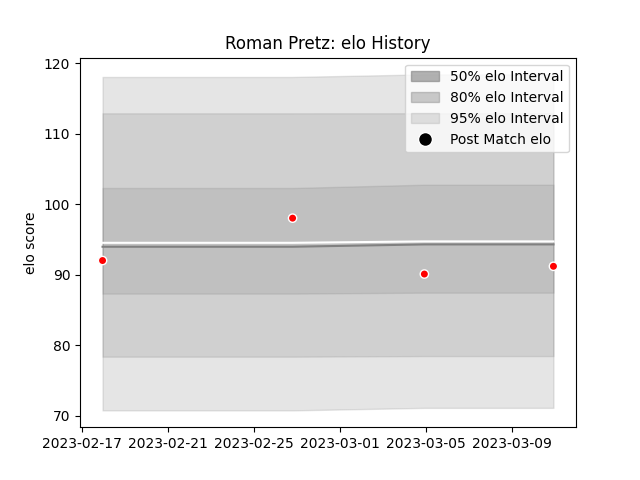 Roman Pretz: elo History
120
110
100
90
80
70
elo score
50% elo Interval
80% elo Interval
95% elo Interval
Post Match elo
2023-02-17 2023-02-21 2023-02-25 2023-03-01 2023-03-05 2023-03-09